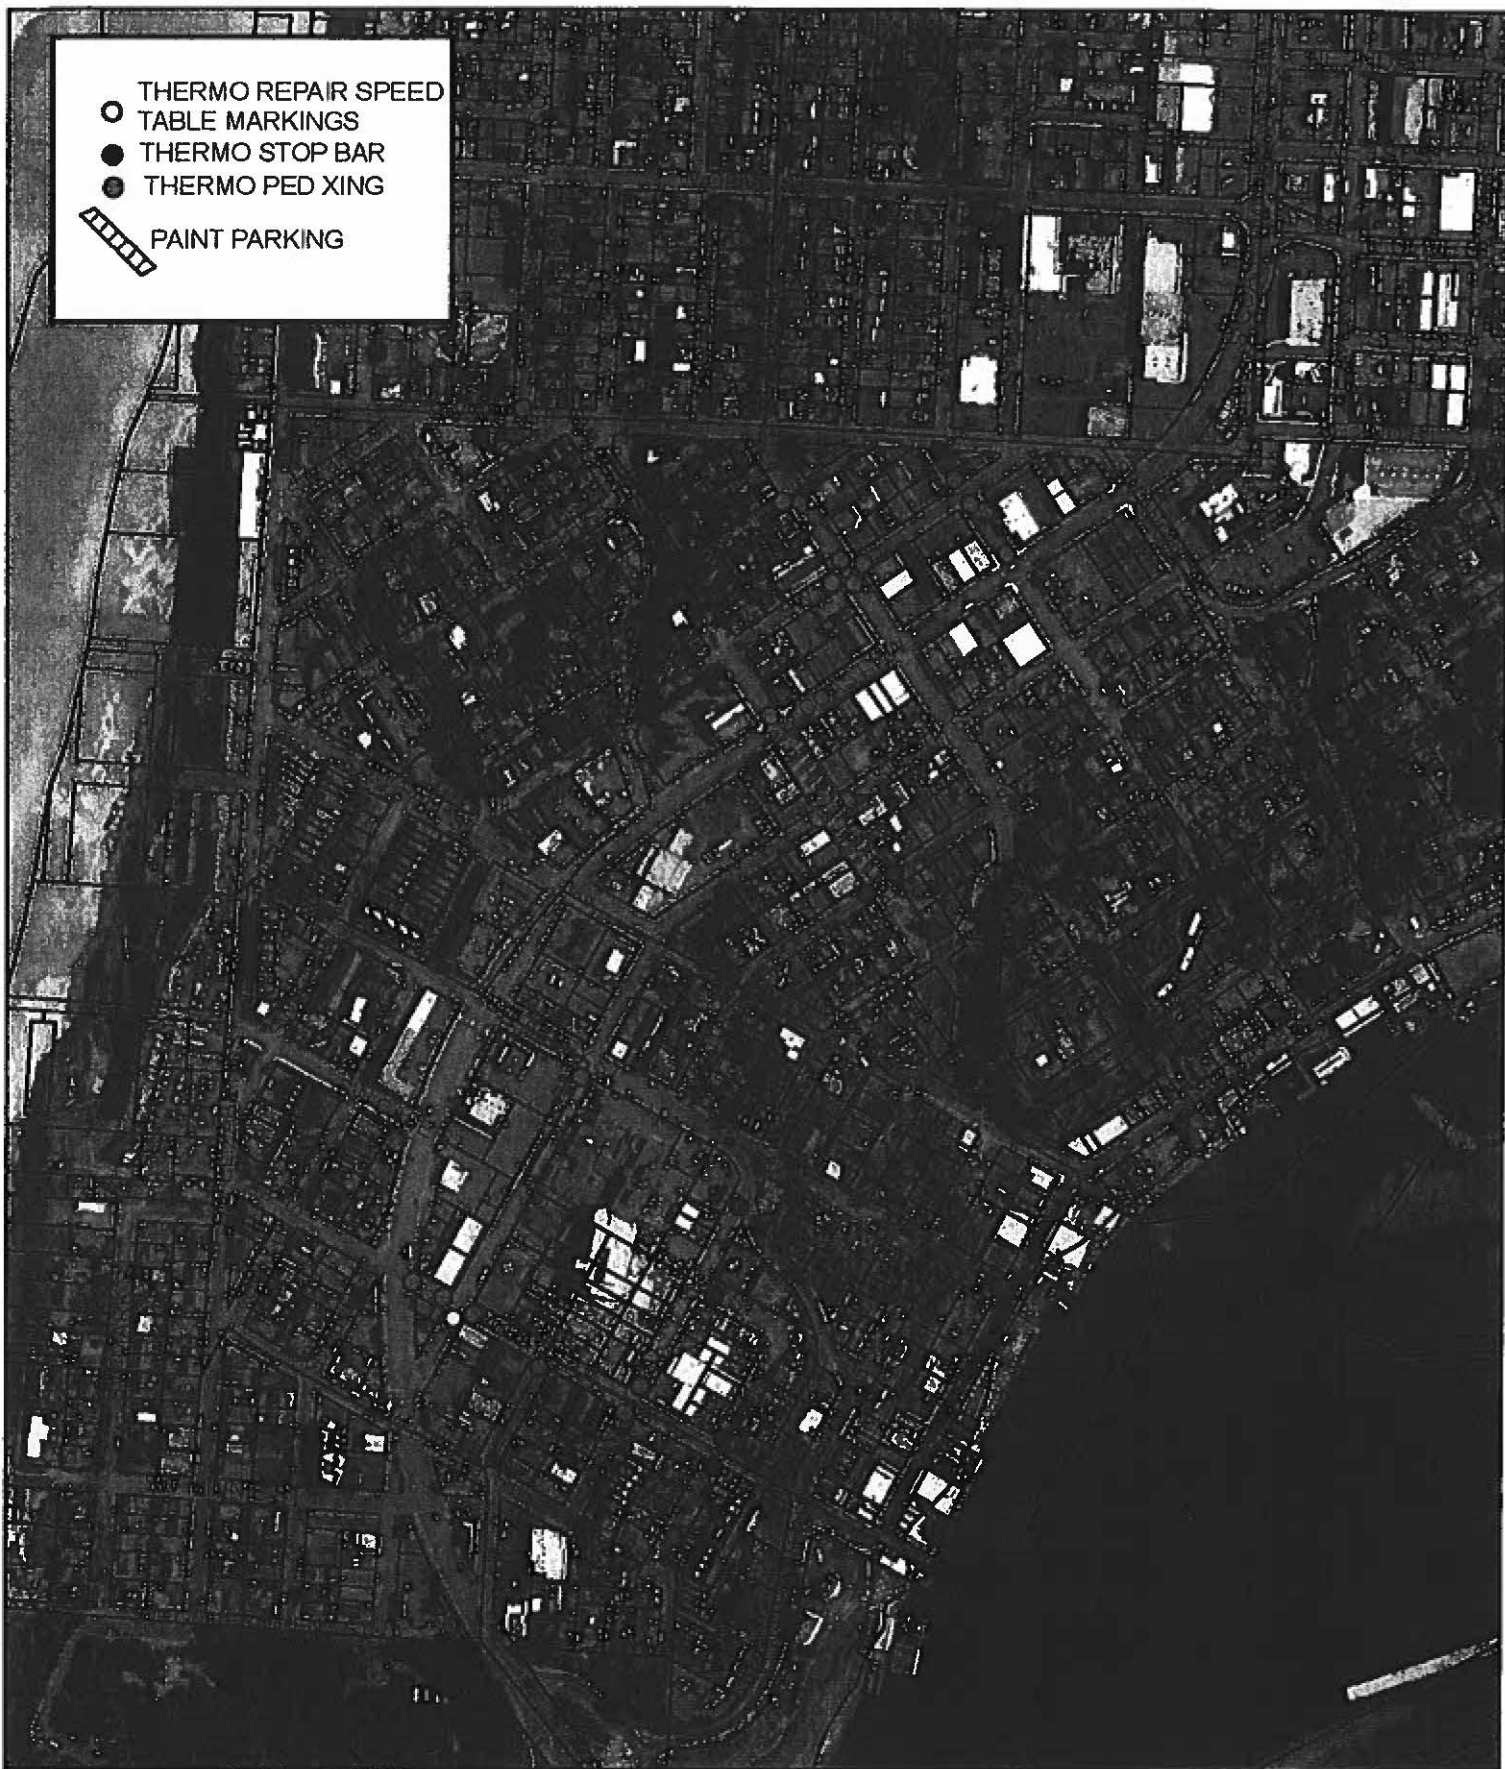 THERMO REPAIR SPEED
TABLE MARKINGS
THERMO STOP BAR
THERMO PED XING
PAINT PARKING